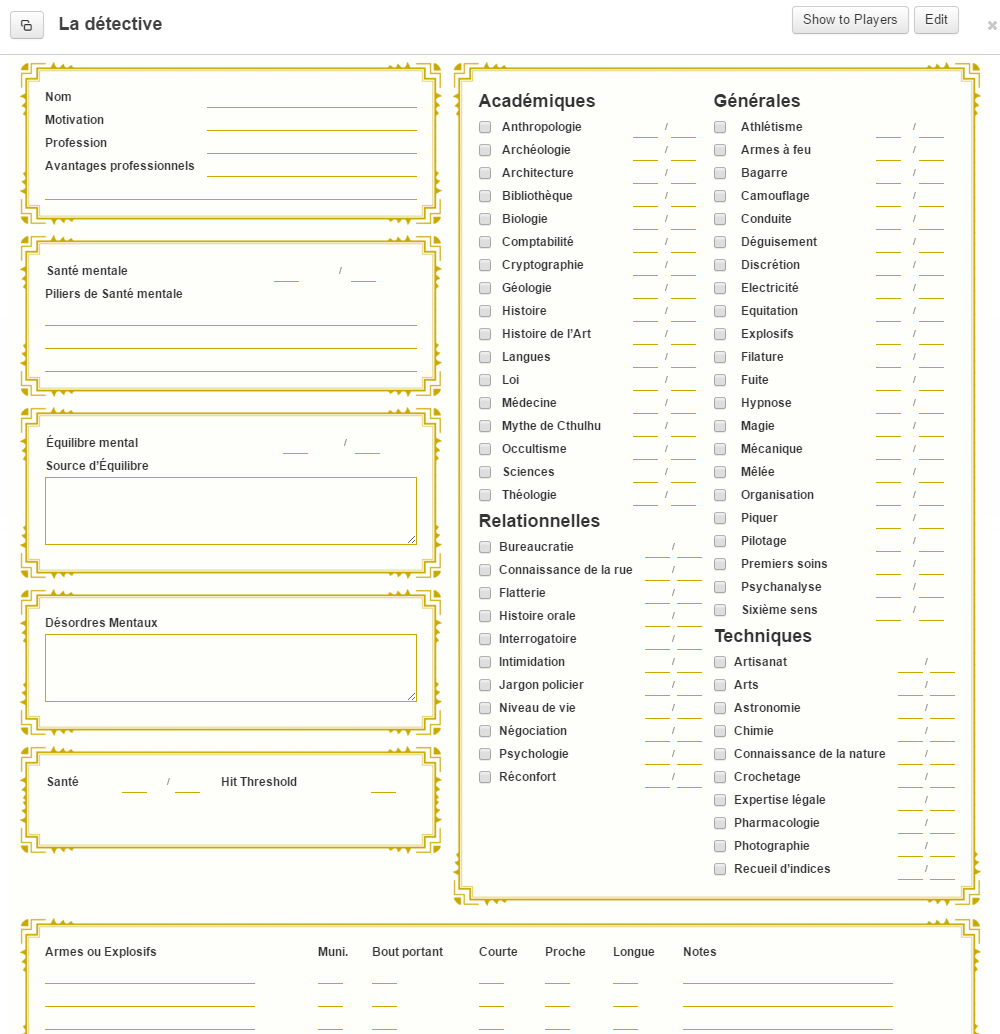 La détective
Show to Players
Edit
Nom
Motivation
Profession
Avantages professionnels
Santé mentale /
Piliers de Santé mentale
Équilibre mental /
Source d'Équilibre
Désordres Mentaux
Santé / Hit Threshold
Académiques
Anthropologie /
Archéologie /
Architecture /
Bibliothèque /
Biologie /
Comptabilité /
Cryptographie /
Géologie /
Histoire /
Histoire de l'Art /
Langues /
Loi /
Médecine /
Mythe de Cthulhu /
Occultisme /
Sciences /
Théologie /
Relationnelles
Bureaucratie /
Connaissance de la rue /
Flatterie /
Histoire orale /
Interrogatoire /
Intimidation /
Jargon policier /
Niveau de vie /
Négociation /
Psychologie /
Réconfort /
Générales
Athlétisme /
Armes à feu /
Bagarre /
Camouflage /
Conduite /
Déguisement /
Discrétion /
Electricité /
Equitation /
Explosifs /
Filature /
Fuite /
Hypnose /
Magie /
Mécanique /
Mêlée /
Organisation /
Piquer /
Pilotage /
Premiers soins /
Psychanalyse /
Sixième sens /
Techniques
Artisanat /
Arts /
Astronomie /
Chimie /
Connaissance de la nature /
Crochetage /
Expertise légale /
Pharmacologie /
Photographie /
Recueil d'indices /
Armes ou Explosifs Muni. Bout portant Courte Proche Longue Notes